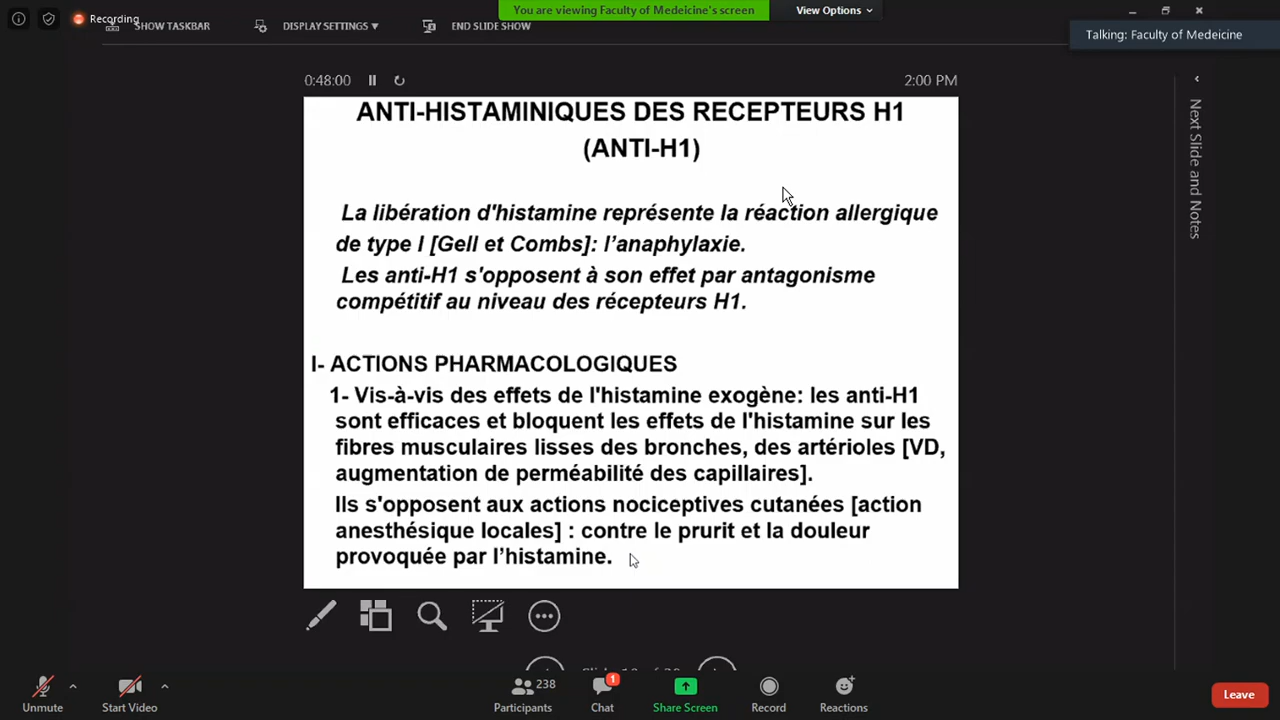 Recording
SHOW TASKBAR
DISPLAY SETTINGS ▾
END SLIDE SHOW
You are viewing Faculty of Medeicine's screen
View Options
Talking: Faculty of Medeicine
0:48:00
2:00 PM
Next Slide and Notes
ANTI-HISTAMINIQUES DES RECEPTEURS H1
(ANTI-H1)
La libération d'histamine représente la réaction allergique
de type I [Gell et Combs]: l’anaphylaxie.
Les anti-H1 s'opposent à son effet par antagonisme
compétitif au niveau des récepteurs H1.
I- ACTIONS PHARMACOLOGIQUES
1- Vis-à-vis des effets de l'histamine exogène: les anti-H1
sont efficaces et bloquent les effets de l'histamine sur les
fibres musculaires lisses des bronches, des artérioles [VD,
augmentation de perméabilité des capillaires].
Ils s'opposent aux actions nociceptives cutanées [action
anesthésique locales] : contre le prurit et la douleur
provoquée par l’histamine.
Unmute
Start Video
238
Participants
1
Chat
Share Screen
Record
Reactions
Leave